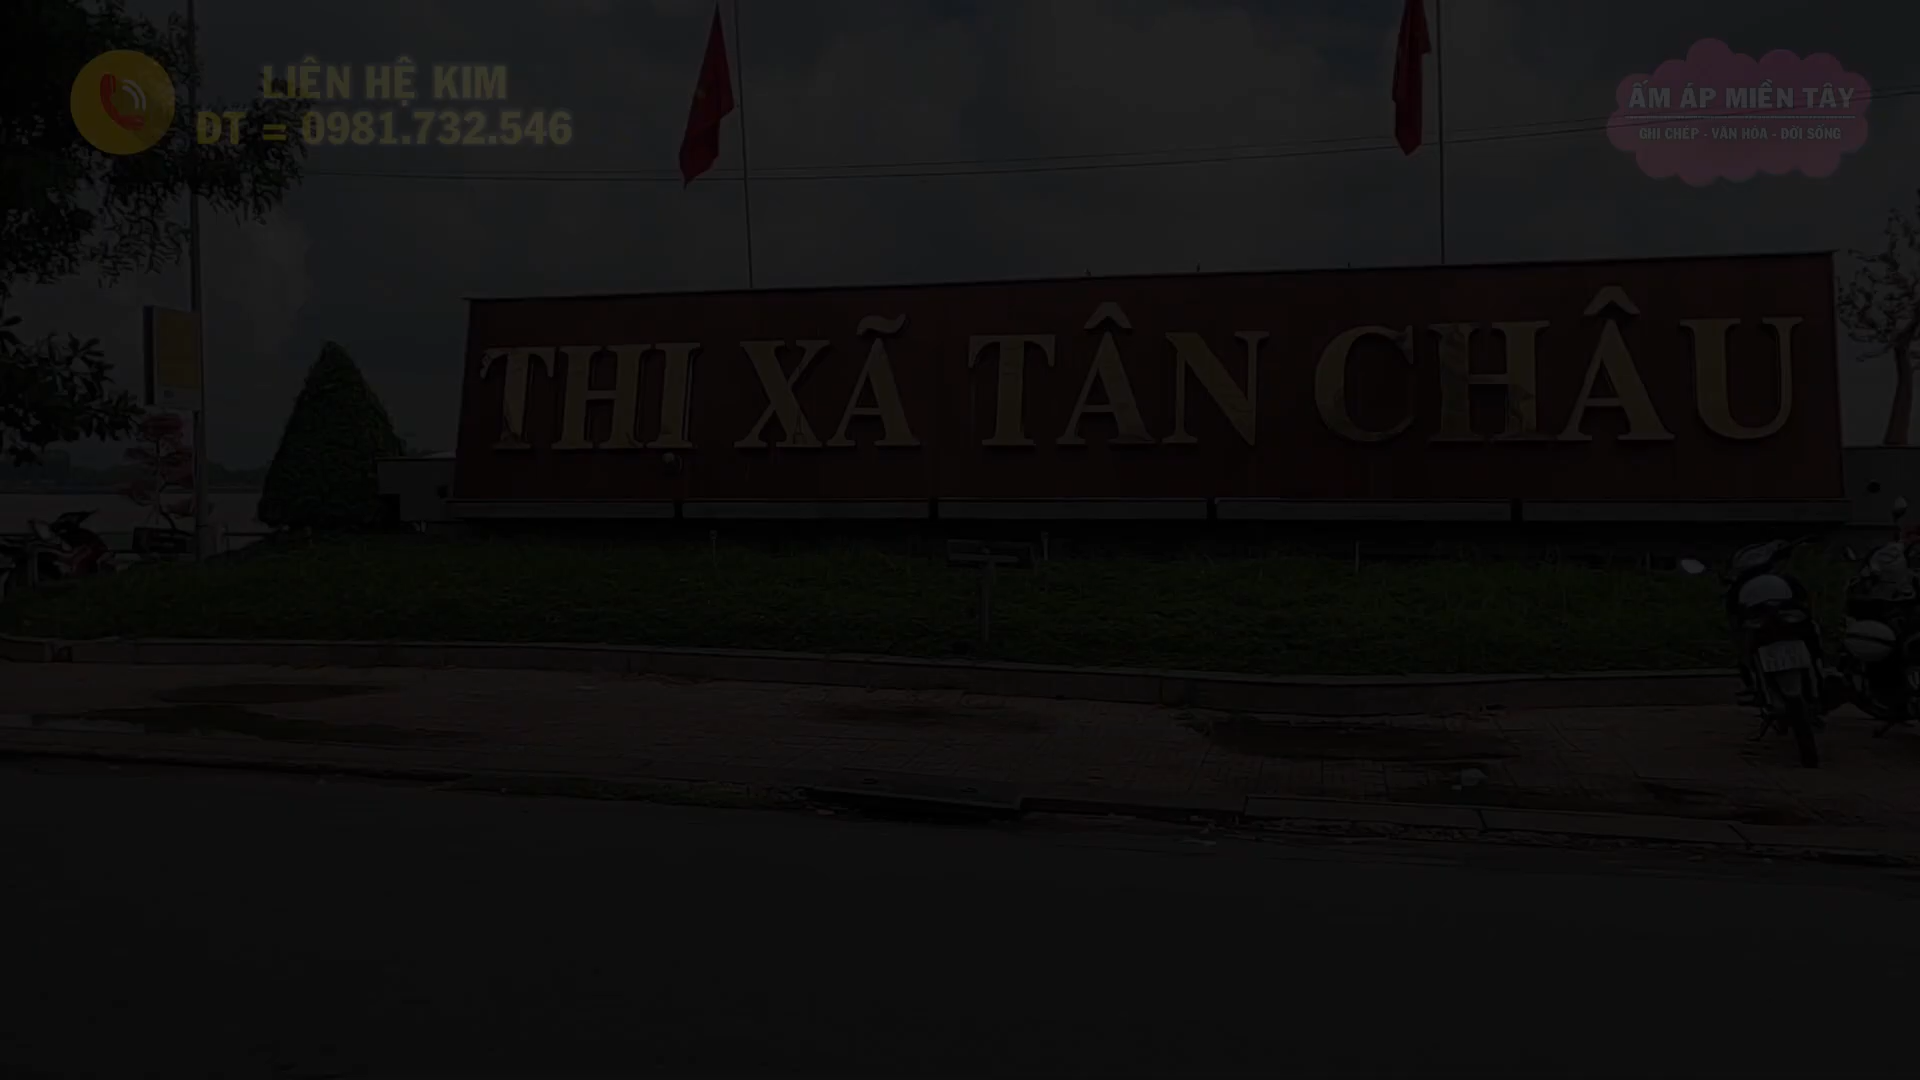 LIÊN HỆ KIM
ĐT = 0981.732.546
ẤM ÁP MIỀN TÂY
GHI CHÉP - VĂN HÓA - ĐỜI SỐNG
THI XÃ TÂN CHÂU